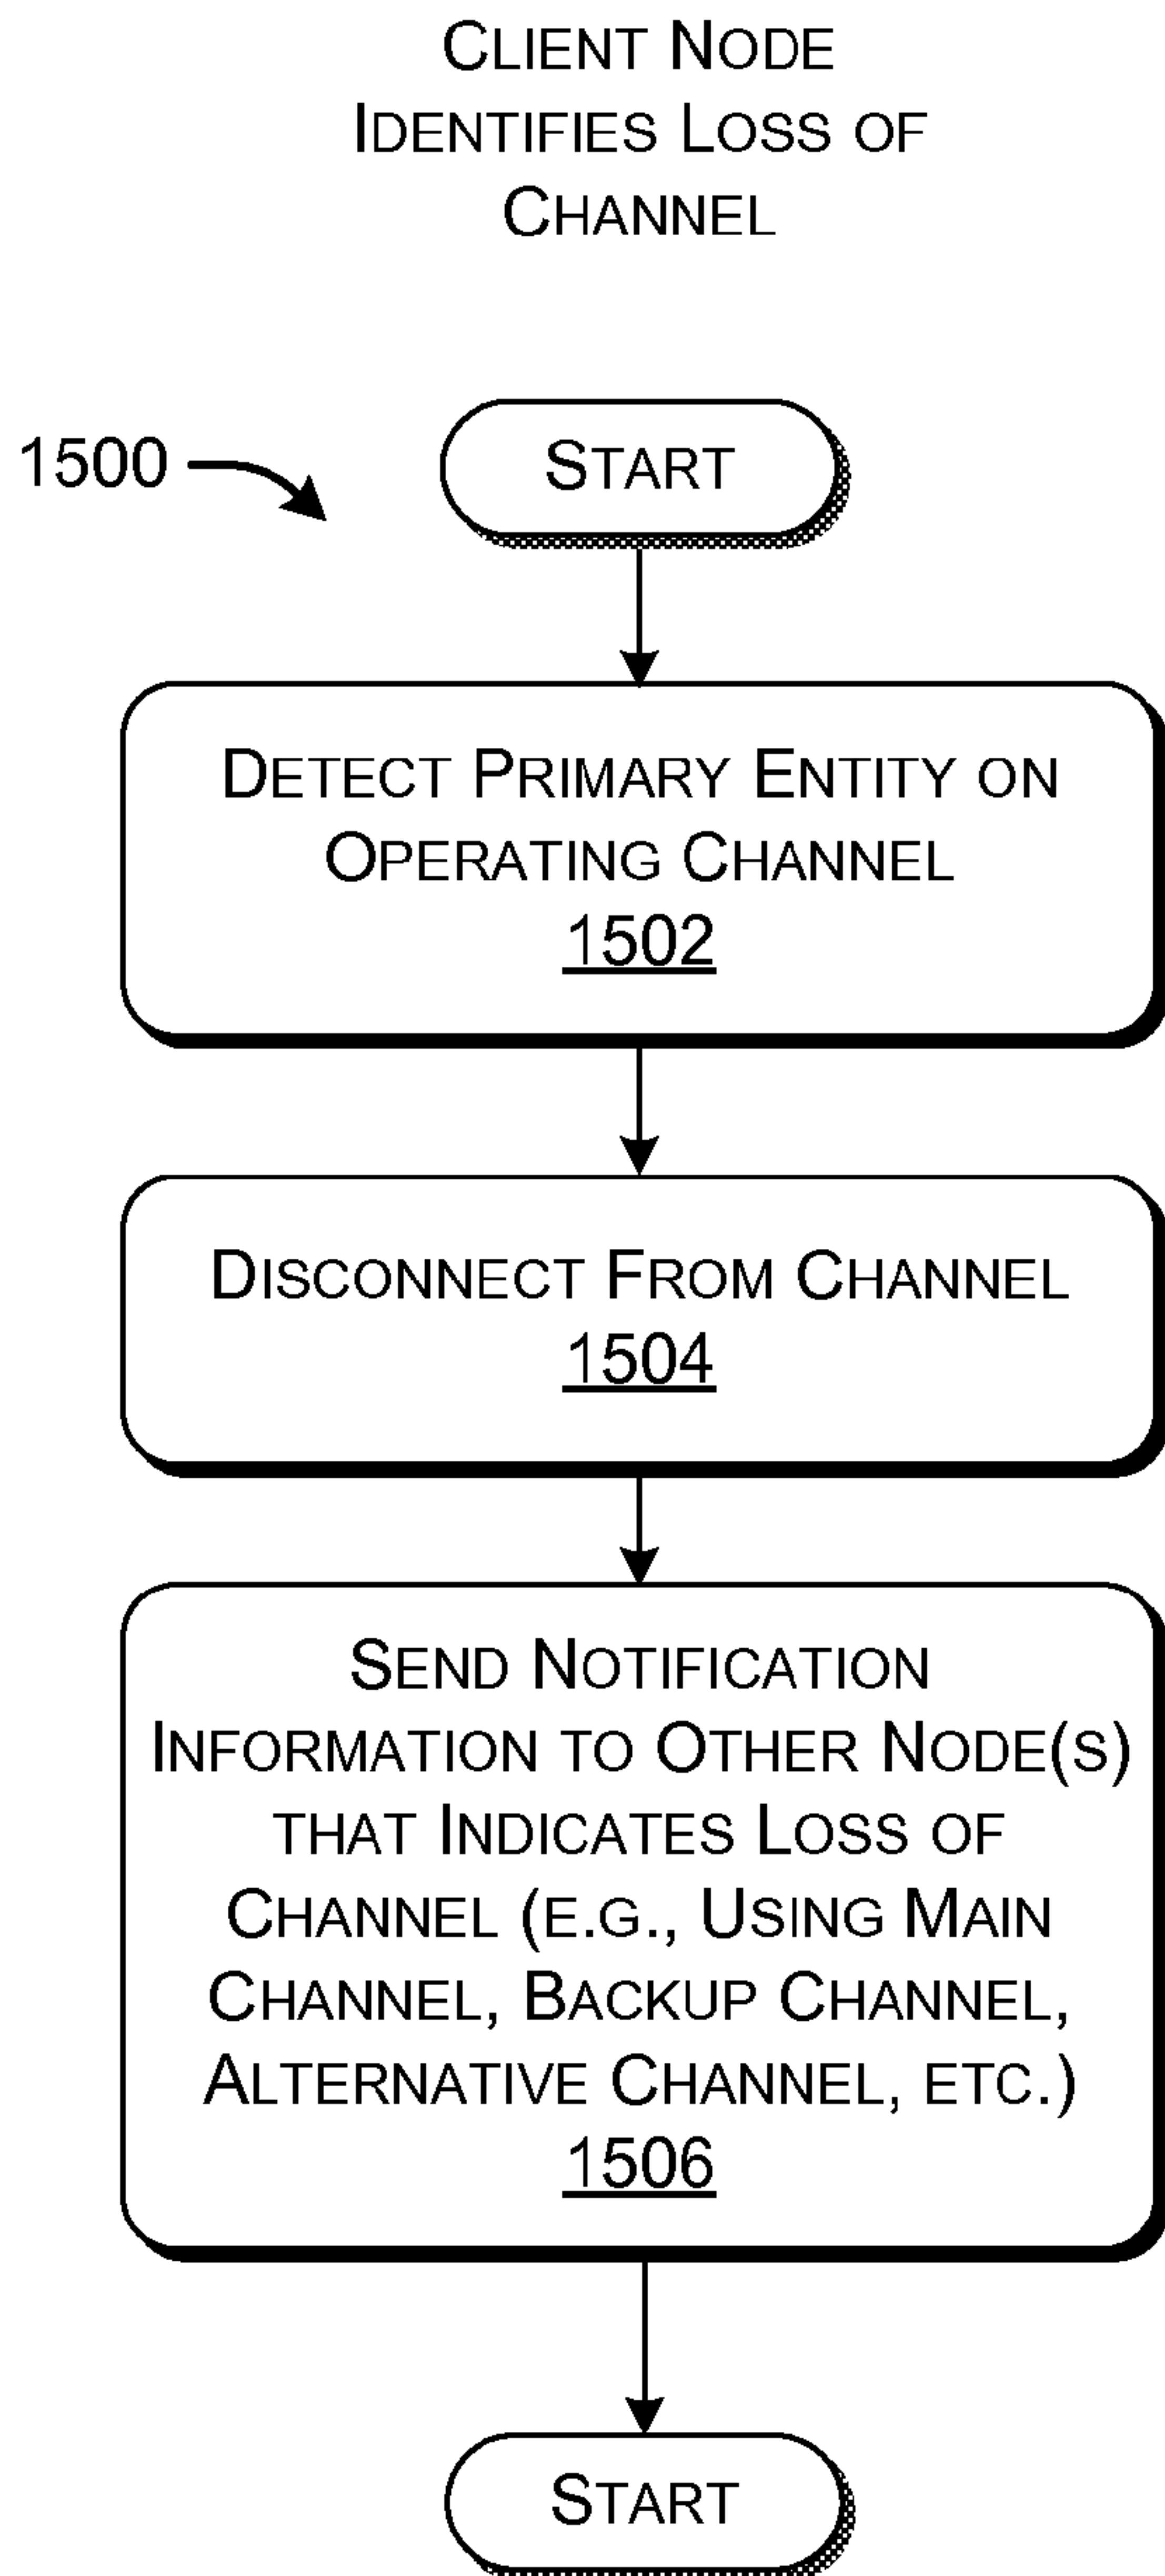 CLIENT NODE
IDENTIFIES LOSS OF
CHANNEL
1500
START
DETECT PRIMARY ENTITY ON
OPERATING CHANNEL
1502
DISCONNECT FROM CHANNEL
1504
SEND NOTIFICATION
INFORMATION TO OTHER NODE(S)
THAT INDICATES LOSS OF
CHANNEL (E.G., USING MAIN
CHANNEL, BACKUP CHANNEL,
ALTERNATIVE CHANNEL, ETC.)
1506
START